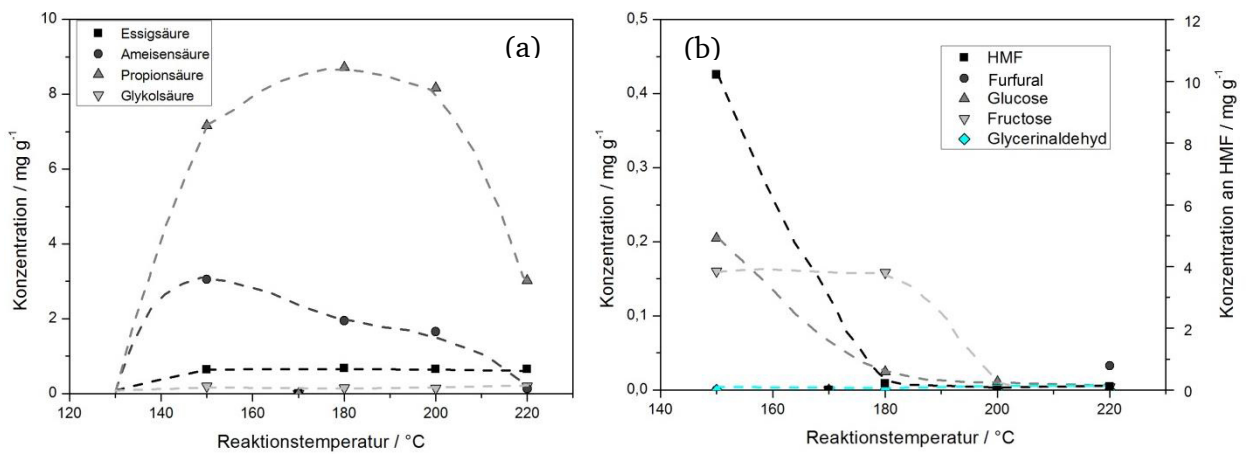 (a)
Essigsäure
Ameisensäure
Propionsäure
Glykolsäure
Konzentration / mg g⁻¹
10
8
6
4
2
0
120 140 160 180 200 220
Reaktionstemperatur / °C
(b)
HMF
Furfural
Glucose
Fructose
Glycerinaldehyd
Konzentration / mg g⁻¹
0,5
0,4
0,3
0,2
0,1
0,0
140 160 180 200 220
Reaktionstemperatur / °C
12
10
8
6
4
2
0
Konzentration an HMF / mg g⁻¹